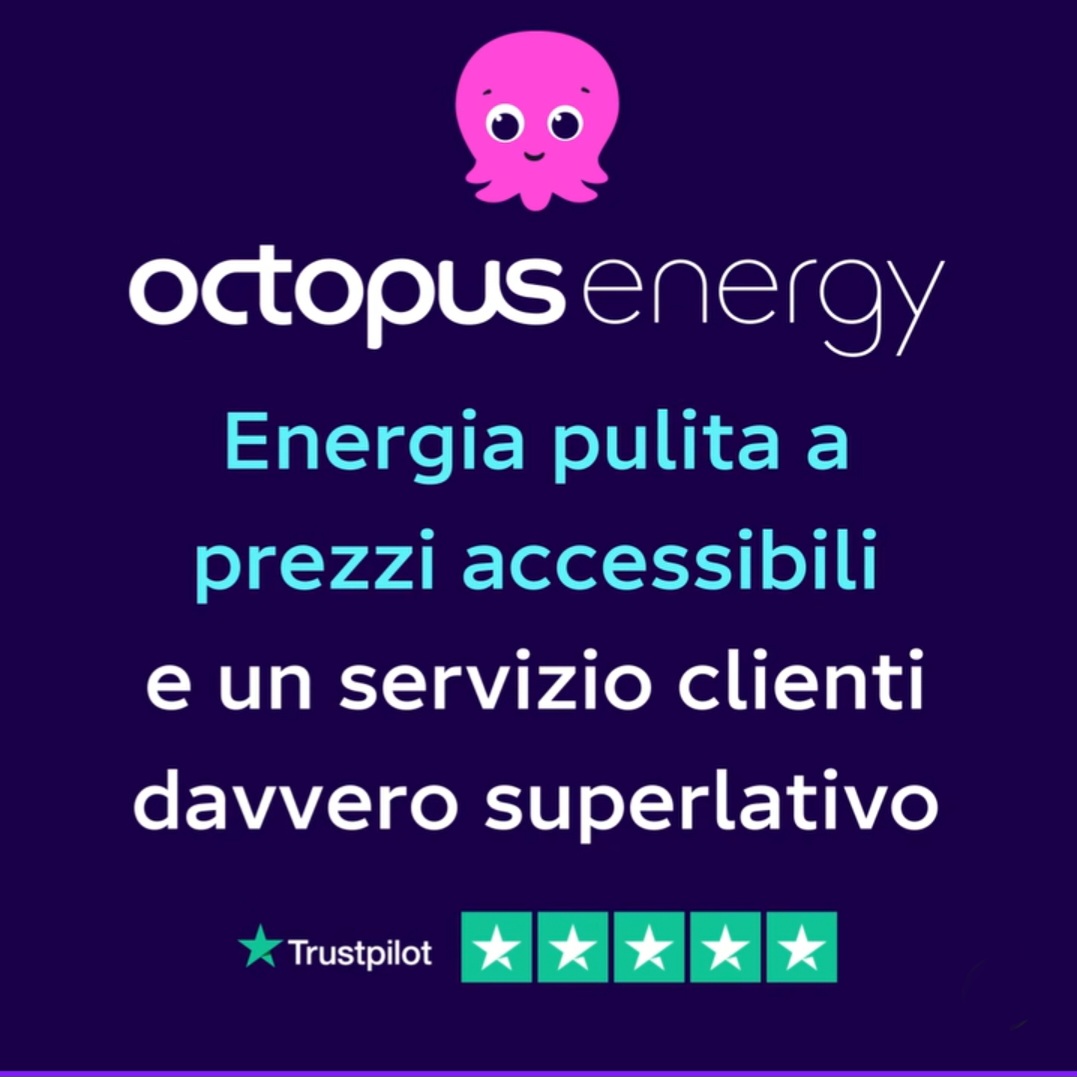 octopus energy
Energia pulita a
prezzi accessibili
e un servizio clienti
davvero superlativo
Trustpilot